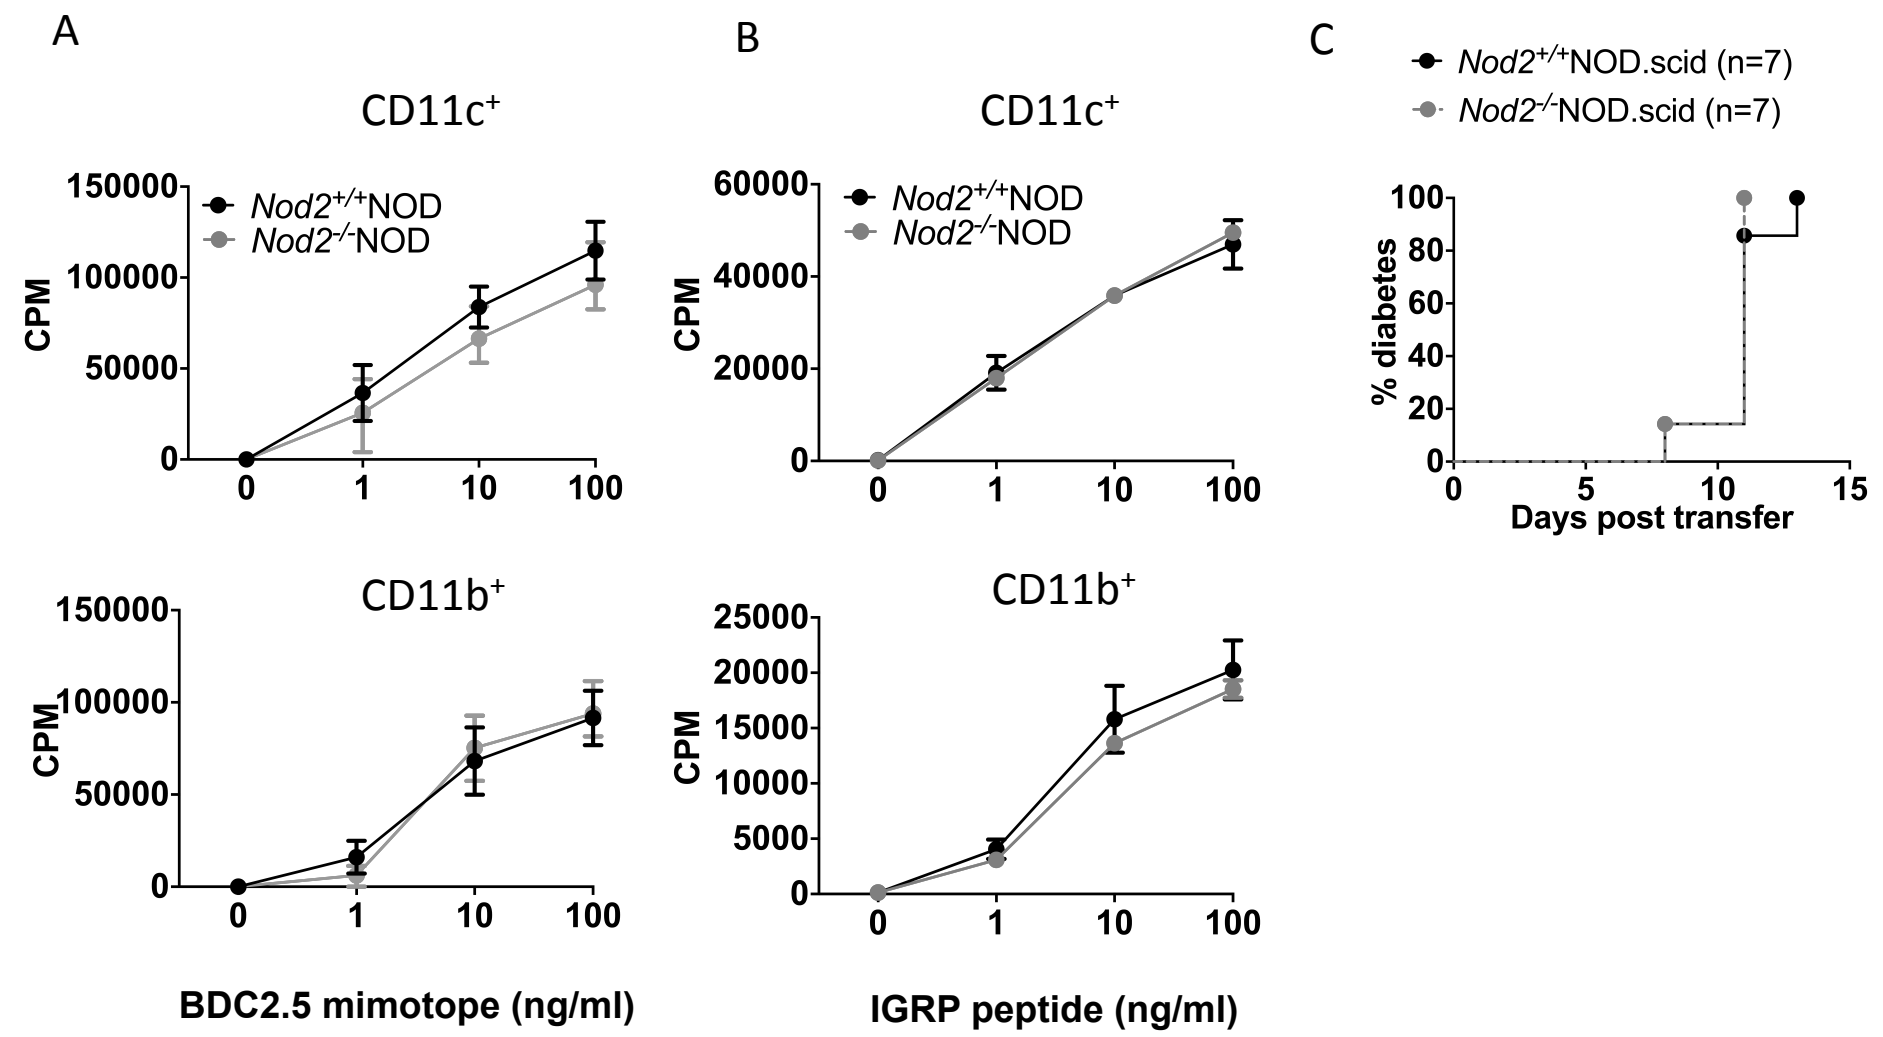 A
CD11c+
150000
100000
50000
0
CPM
Nod2+/+NOD
Nod2-/-NOD
0 1 10 100
CD11b+
150000
100000
50000
0
CPM
0 1 10 100
BDC2.5 mimotope (ng/ml)
B
CD11c+
60000
40000
20000
0
CPM
Nod2+/+NOD
Nod2-/-NOD
0 1 10 100
CD11b+
25000
20000
15000
10000
5000
0
CPM
0 1 10 100
IGRP peptide (ng/ml)
C
Nod2+/+NOD.scid (n=7)
Nod2-/-NOD.scid (n=7)
100
80
60
40
20
0
% diabetes
0 5 10 15
Days post transfer